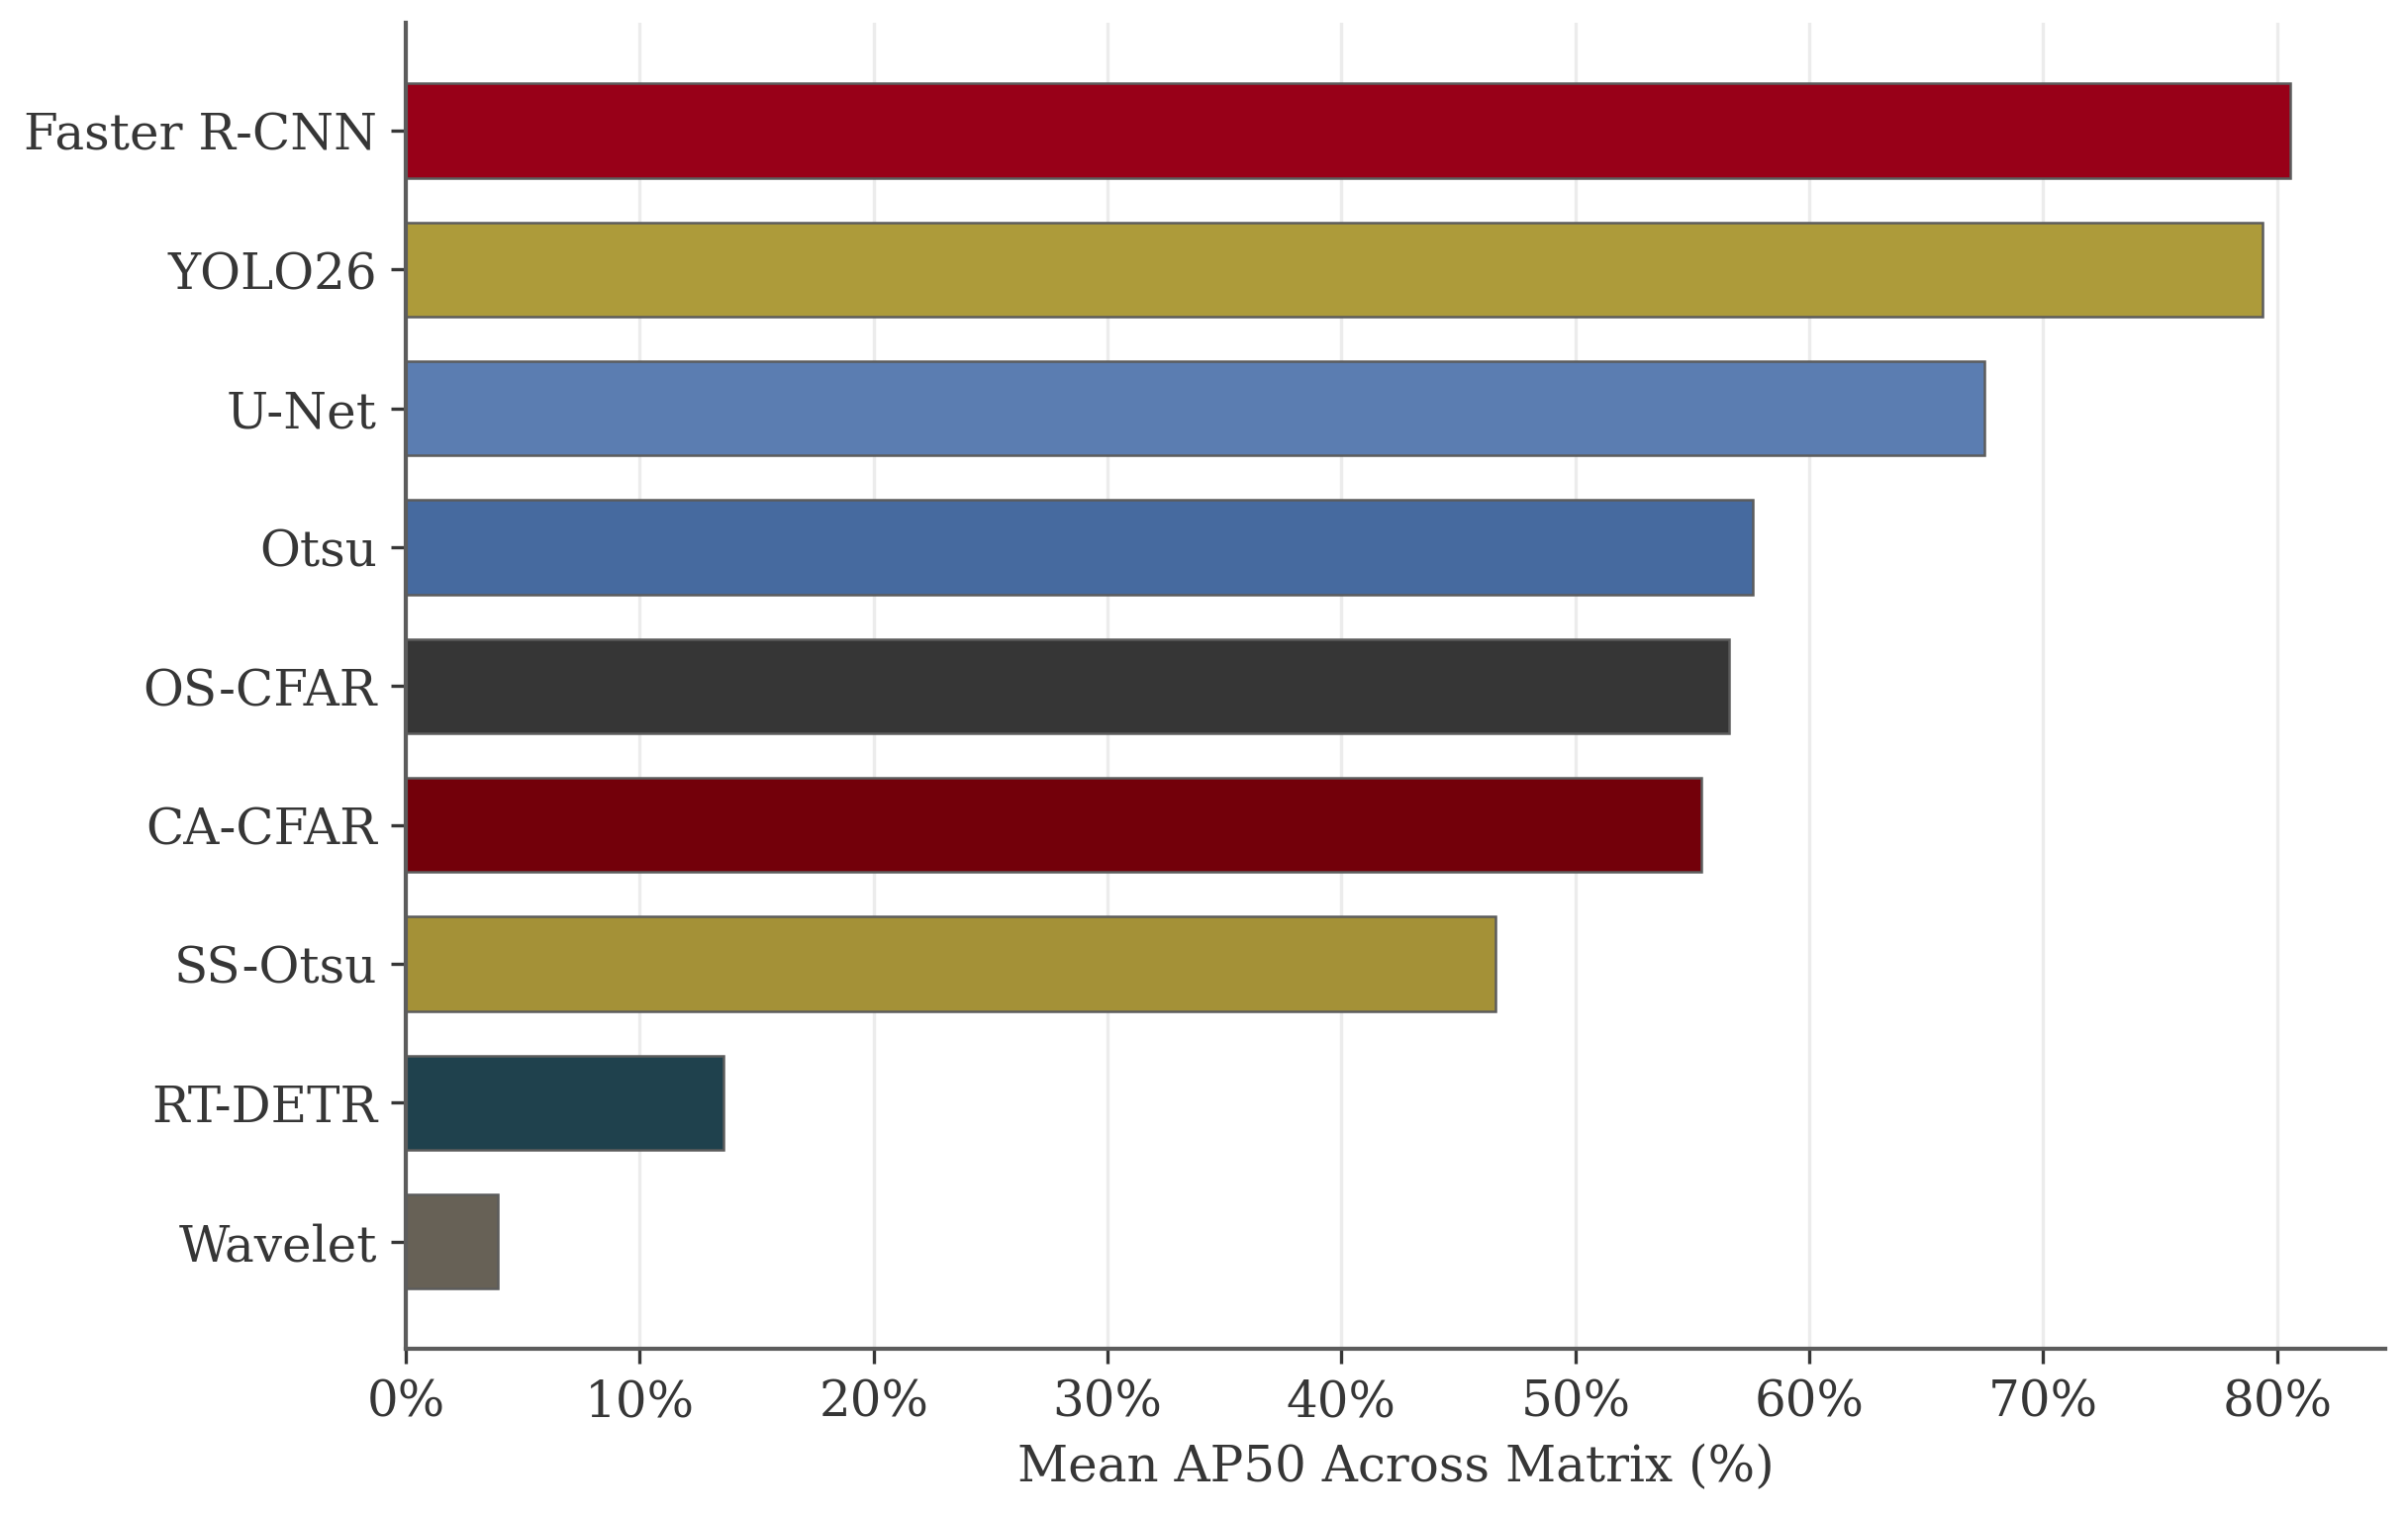 Faster R-CNN
YOLO26
U-Net
Otsu
OS-CFAR
CA-CFAR
SS-Otsu
RT-DETR
Wavelet
0% 10% 20% 30% 40% 50% 60% 70% 80%
Mean AP50 Across Matrix (%)